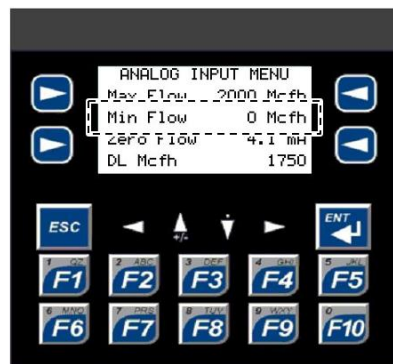 ANALOG INPUT MENU
Max Flow 2000 Mcfh
Min Flow 0 Mcfh
Zero Flow 4.1 mA
DL Mcfh 1750
ESC +/- ENT
1 QZ 2 ABC 3 DEF 4 GHI 5 JKL
F1 F2 F3 F4 F5
6 MNO 7 PRS 8 TUV 9 WXY 0
F6 F7 F8 F9 F10